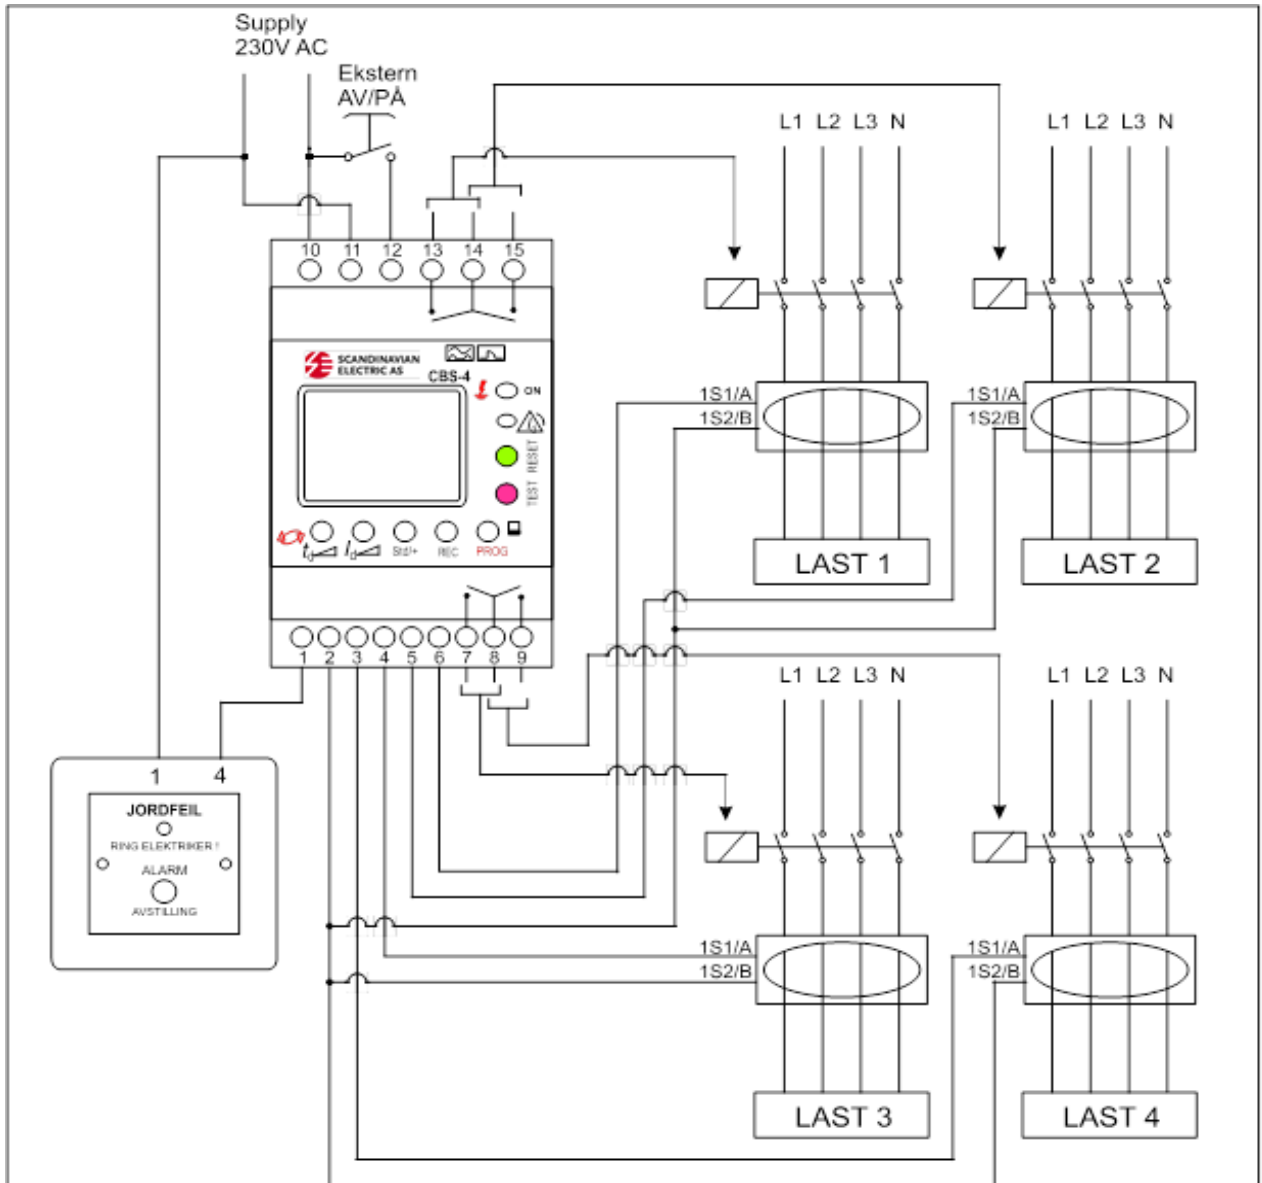 Supply
230V AC
Ekstern
AV/PÅ
L1 L2 L3 N
L1 L2 L3 N
10 11 12 13 14 15
SCANDINAVIAN
ELECTRIC AS
CBS-4
ON
RESET
TEST
td
Id
Std/+
REC
PROG
1 2 3 4 5 6 7 8 9
1S1/A
1S2/B
1S1/A
1S2/B
LAST 1
LAST 2
L1 L2 L3 N
L1 L2 L3 N
1 4
JORDFEIL
RING ELEKTRIKER !
ALARM
AVSTILLING
1S1/A
1S2/B
1S1/A
1S2/B
LAST 3
LAST 4